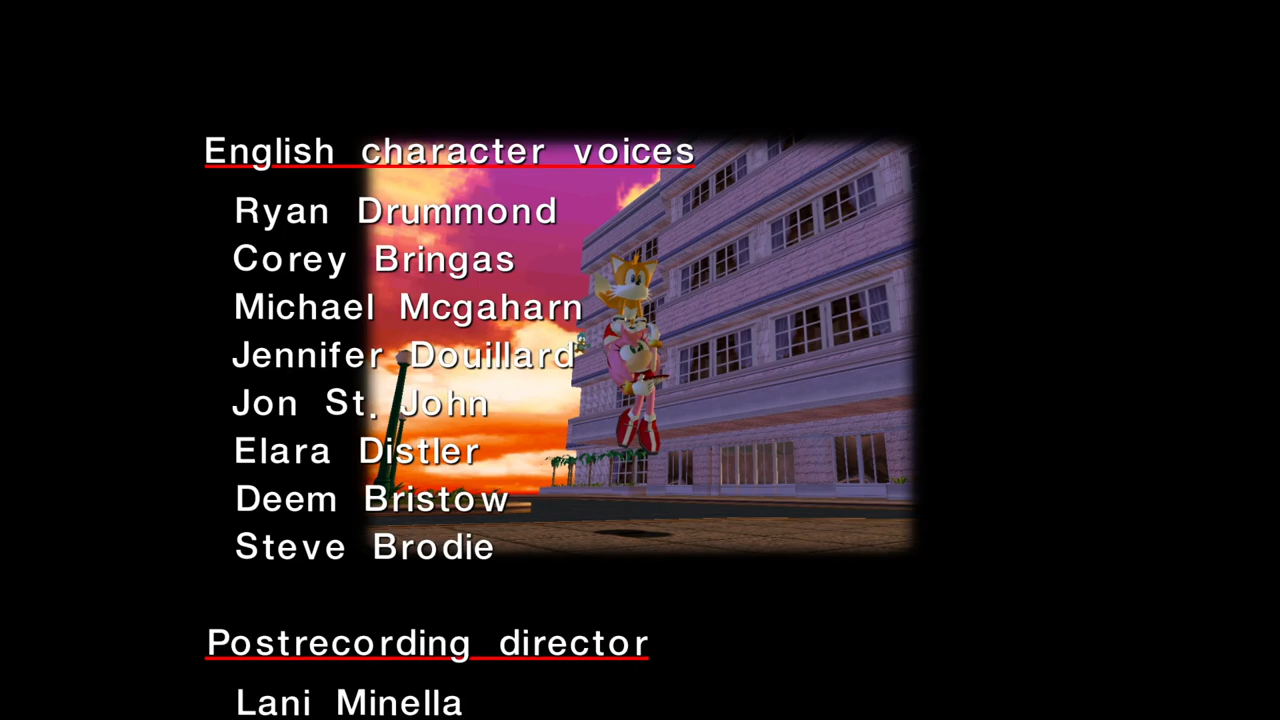 English character voices
Ryan Drummond
Corey Bringas
Michael Mcgaharn
Jennifer Douillard
Jon St. John
Elara Distler
Deem Bristow
Steve Brodie
Postrecording director
Lani Minella